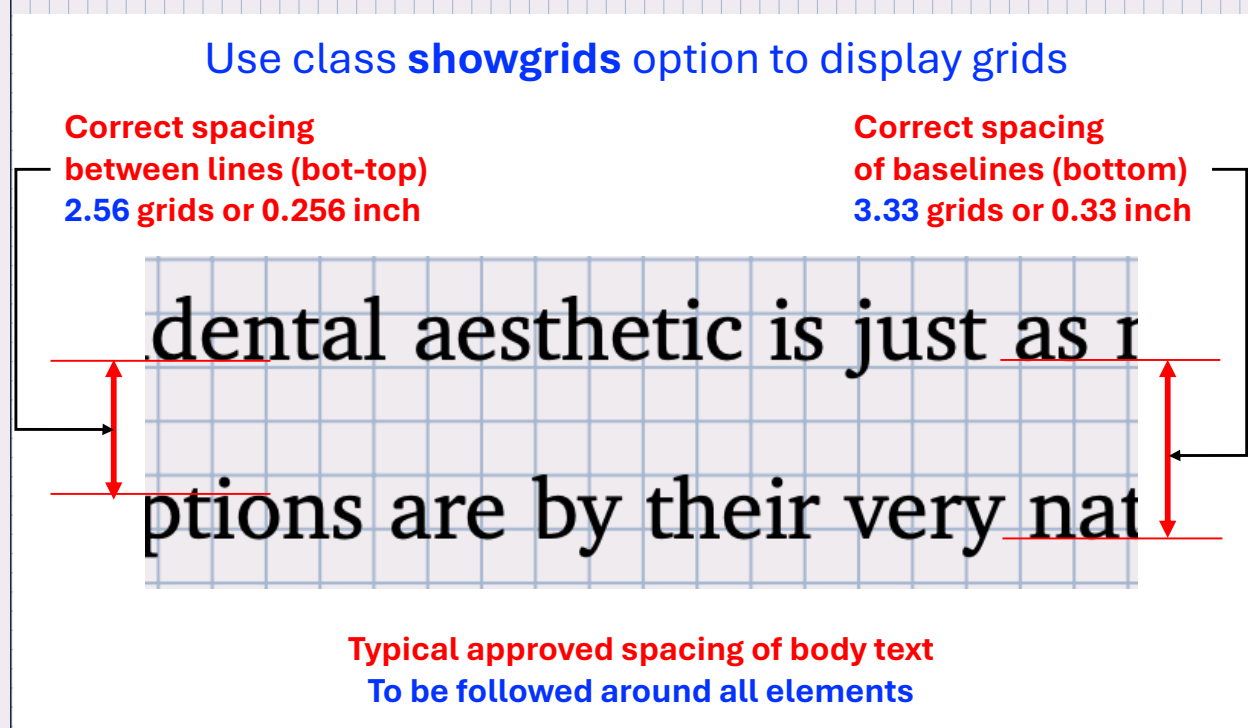 Use class showgrids option to display grids
Correct spacing
between lines (bot-top)
2.56 grids or 0.256 inch
Correct spacing
of baselines (bottom)
3.33 grids or 0.33 inch
dental aesthetic is just as
ptions are by their very nat
Typical approved spacing of body text
To be followed around all elements